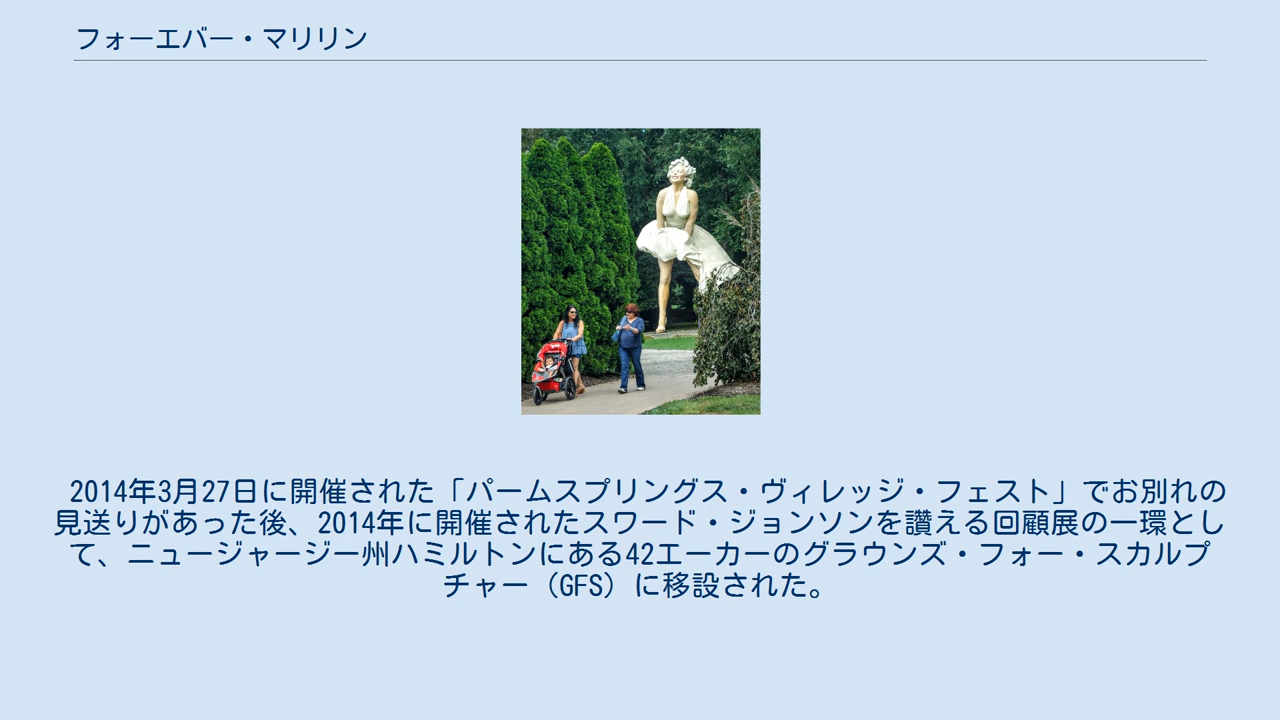 フォーエバー・マリリン
2014年3月27日に開催された「パームスプリングス・ヴィレッジ・フェスト」でお別れの
見送りがあった後、2014年に開催されたスワード・ジョンソンを讃える回顧展の一環とし
て、ニュージャージー州ハミルトンにある42エーカーのグラウンズ・フォー・スカルプ
チャー（GFS）に移設された。